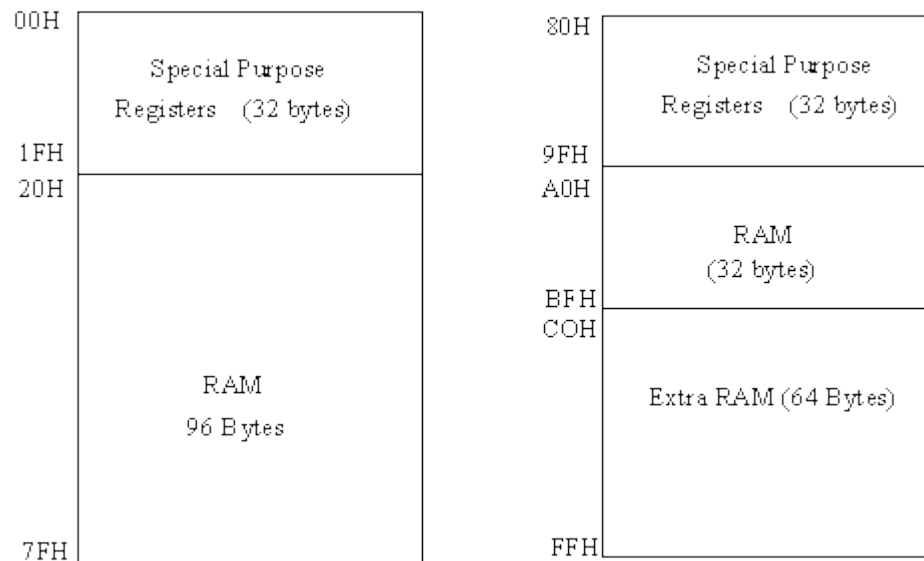 00H
Special Purpose
Registers (32 bytes)
1FH
20H
RAM
96 Bytes
7FH
80H
Special Purpose
Registers (32 bytes)
9FH
A0H
RAM
(32 bytes)
BFH
COH
Extra RAM (64 Bytes)
FFH